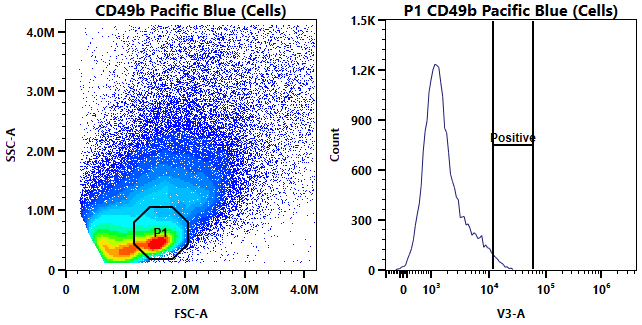 CD49b Pacific Blue (Cells)
4.0M
3.0M
2.0M
1.0M
0
SSC-A
P1
0
1.0M
2.0M
3.0M
4.0M
FSC-A
P1 CD49b Pacific Blue (Cells)
1.5K
1.2K
900
600
300
0
Count
Positive
0
10³
10⁴
10⁵
10⁶
V3-A